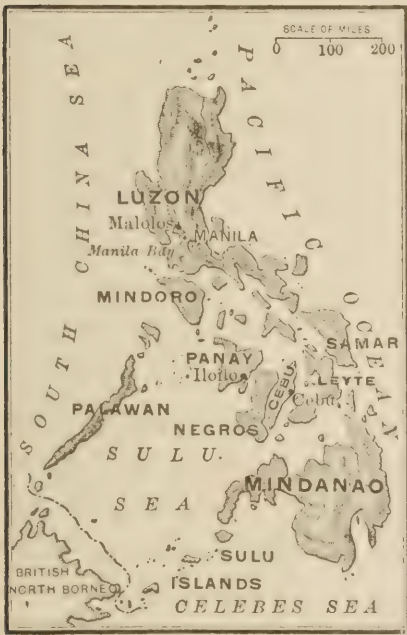 SCALE OF MILES
0 100 200
SOUTH CHINA SEA
PACIFIC OCEAN
LUZON
Malolos
MANILA
Manila Bay
MINDORO
SAMAR
PANAY
Iloilo
LEYTE
CEBU
Cebu
PALAWAN
NEGROS
SULU
SEA
MINDANAO
SULU
ISLANDS
BRITISH
NORTH BORNEO
CELEBES SEA